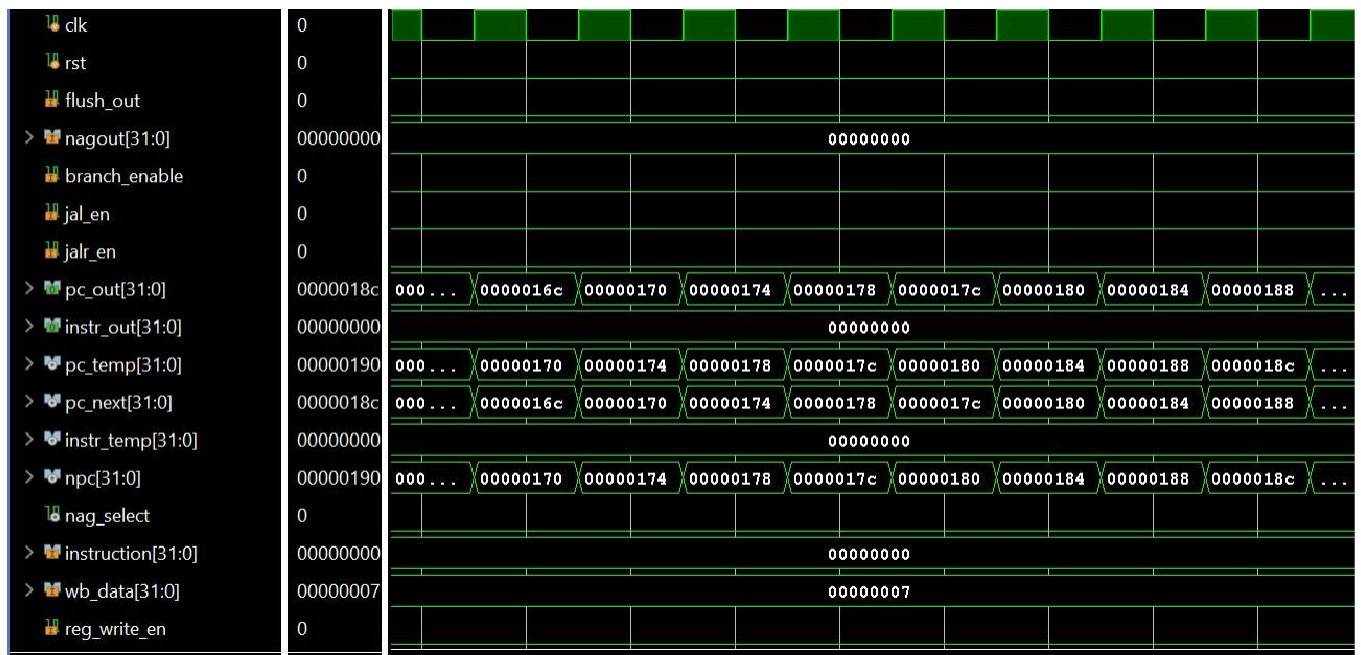 clk 0
rst 0
flush_out 0
nagout[31:0] 00000000 00000000
branch_enable 0
jal_en 0
jalr_en 0
pc_out[31:0] 0000018c 000... 0000016c 00000170 00000174 00000178 0000017c 00000180 00000184 00000188 ...
instr_out[31:0] 00000000 00000000
pc_temp[31:0] 00000190 000... 00000170 00000174 00000178 0000017c 00000180 00000184 00000188 0000018c ...
pc_next[31:0] 0000018c 000... 0000016c 00000170 00000174 00000178 0000017c 00000180 00000184 00000188 ...
instr_temp[31:0] 00000000 00000000
npc[31:0] 00000190 000... 00000170 00000174 00000178 0000017c 00000180 00000184 00000188 0000018c ...
nag_select 0
instruction[31:0] 00000000 00000000
wb_data[31:0] 00000007 00000007
reg_write_en 0